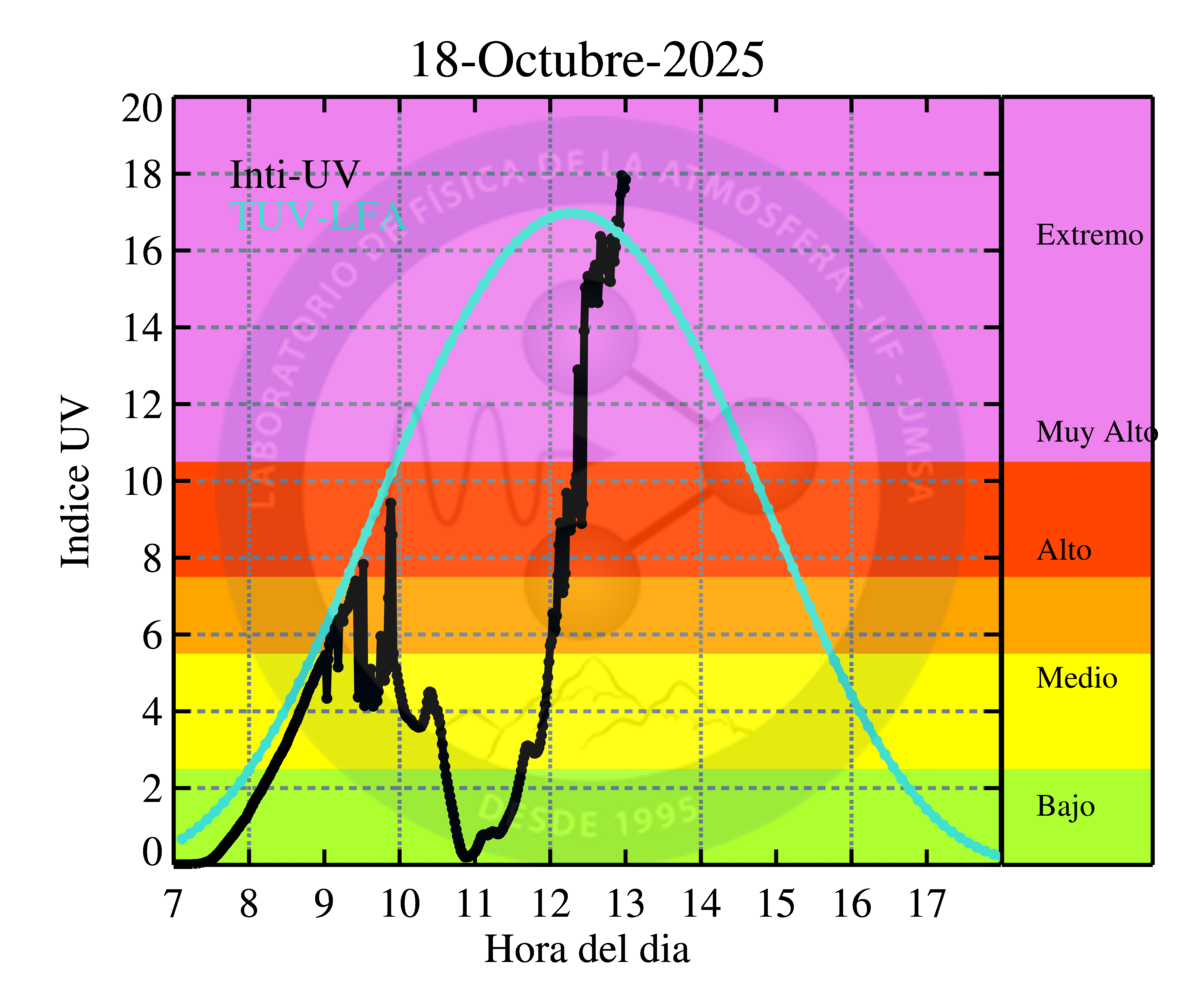 18-Octubre-2025
Indice UV
20
18
16
14
12
10
8
6
4
2
0
Inti-UV
TUV-LFA
LABORATORIO DE FÍSICA DE LA ATMÓSFERA - IIF - UMSA
DESDE 1995
Extremo
Muy Alto
Alto
Medio
Bajo
7 8 9 10 11 12 13 14 15 16 17
Hora del dia